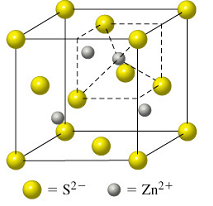 = S²⁻ = Zn²⁺